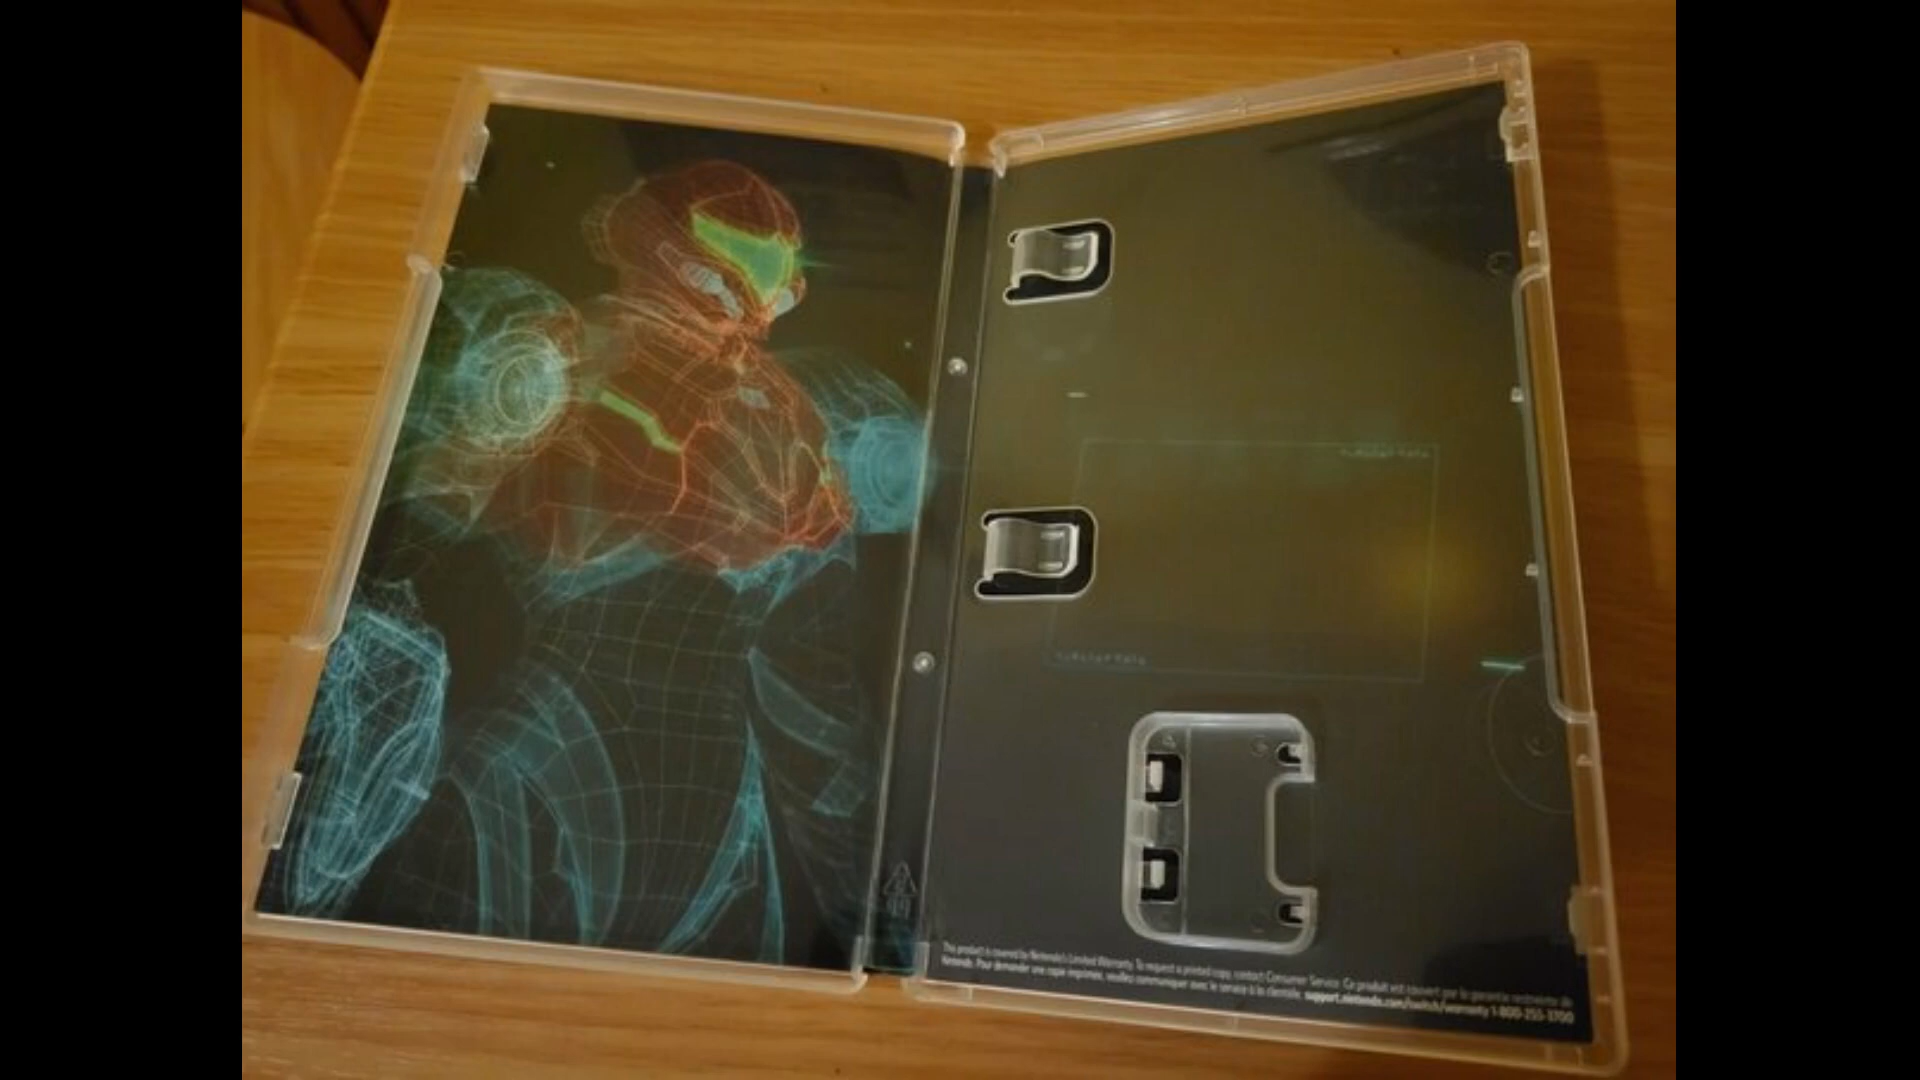 This product is covered by Nintendo's Limited Warranty. To request a printed copy, contact Consumer Service. Ce produit est couvert par la garantie restreinte de
Nintendo. Pour demander une copie imprimée, veuillez communiquer avec le service à la clientèle. support.nintendo.com/switch/warranty 1-800-255-3700